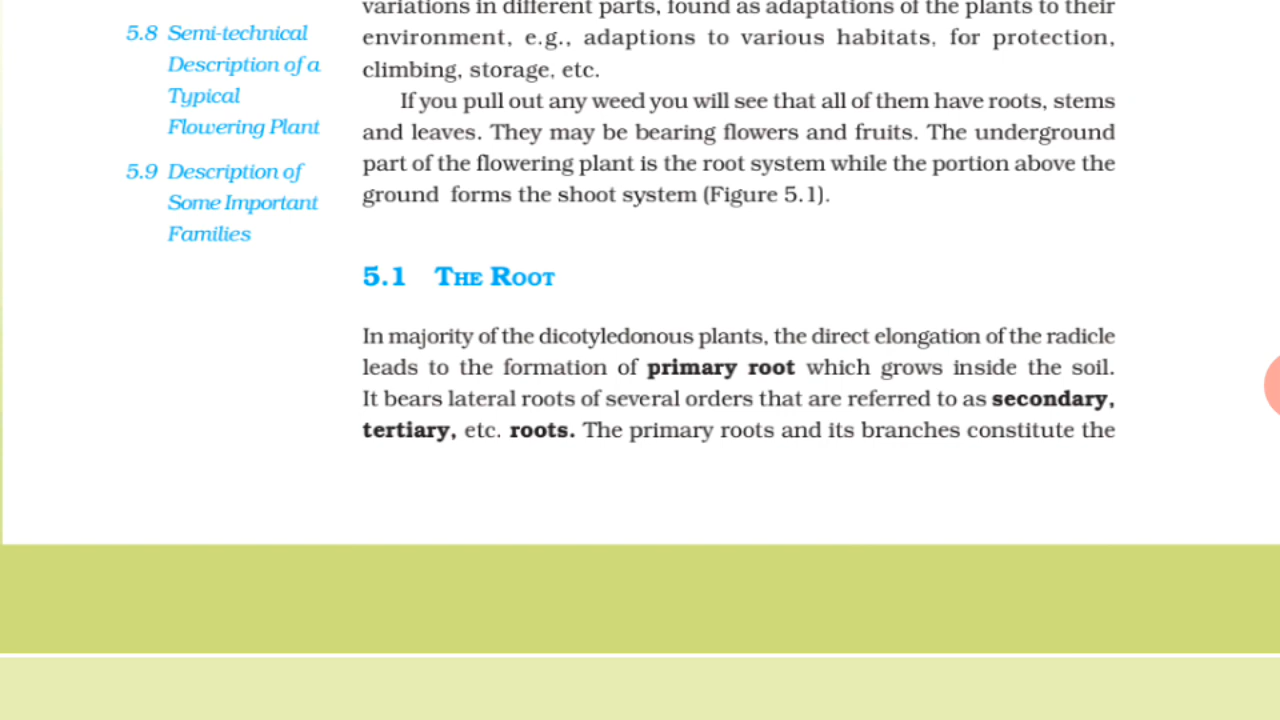 5.8 Semi-technical
Description of a
Typical
Flowering Plant
5.9 Description of
Some Important
Families
variations in different parts, found as adaptations of the plants to their
environment, e.g., adaptions to various habitats, for protection,
climbing, storage, etc.
If you pull out any weed you will see that all of them have roots, stems
and leaves. They may be bearing flowers and fruits. The underground
part of the flowering plant is the root system while the portion above the
ground forms the shoot system (Figure 5.1).
5.1 THE ROOT
In majority of the dicotyledonous plants, the direct elongation of the radicle
leads to the formation of primary root which grows inside the soil.
It bears lateral roots of several orders that are referred to as secondary,
tertiary, etc. roots. The primary roots and its branches constitute the